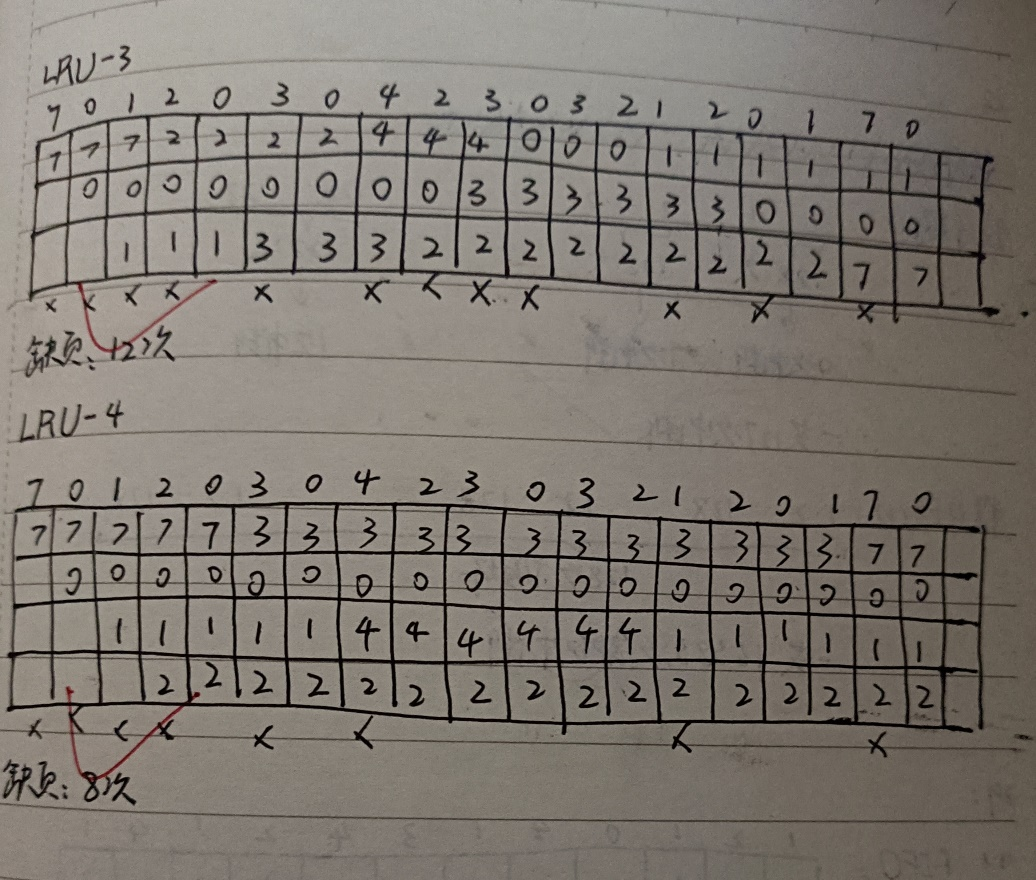 LRU-3
7 0 1 2 0 3 0 4 2 3 0 3 2 1 2 0 1 7 0
7 7 7 2 2 2 2 4 4 4 0 0 0 1 1 1 1 1 1
0 0 0 0 0 0 0 0 3 3 3 3 3 3 0 0 0 0
1 1 1 3 3 3 2 2 2 2 2 2 2 2 2 7 7
x x x x x x x x x x x x
缺页:12次
LRU-4
7 0 1 2 0 3 0 4 2 3 0 3 2 1 2 0 1 7 0
7 7 7 7 7 3 3 3 3 3 3 3 3 3 3 3 3 7 7
0 0 0 0 0 0 0 0 0 0 0 0 0 0 0 0 0 0
1 1 1 1 1 4 4 4 4 4 4 1 1 1 1 1 1
2 2 2 2 2 2 2 2 2 2 2 2 2 2 2 2
x x x x x x x x
缺页:8次